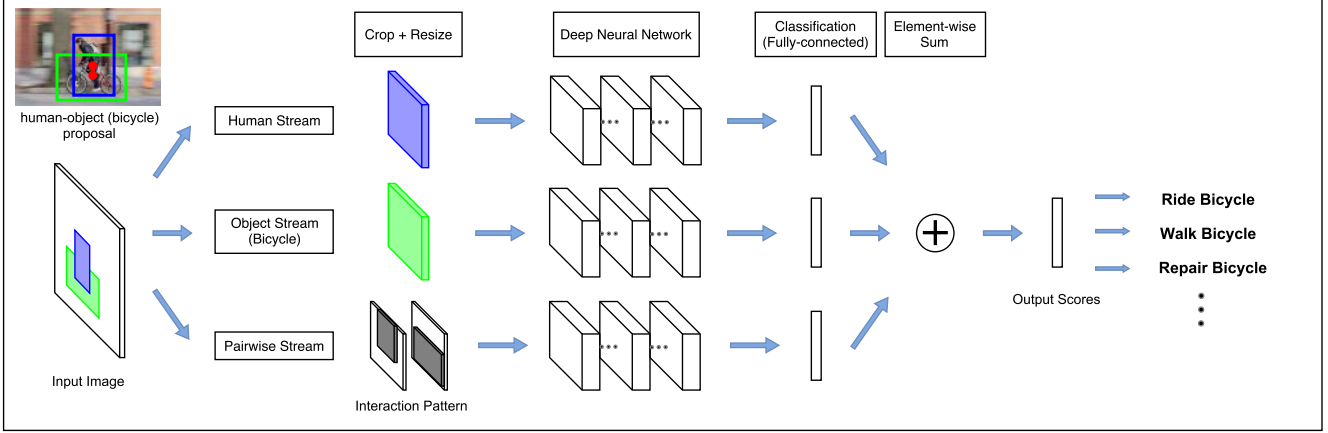 Crop + Resize
Deep Neural Network
Classification
(Fully-connected)
Element-wise
Sum
human-object (bicycle)
proposal
Human Stream
Object Stream
(Bicycle)
Pairwise Stream
Input Image
Interaction Pattern
Output Scores
Ride Bicycle
Walk Bicycle
Repair Bicycle